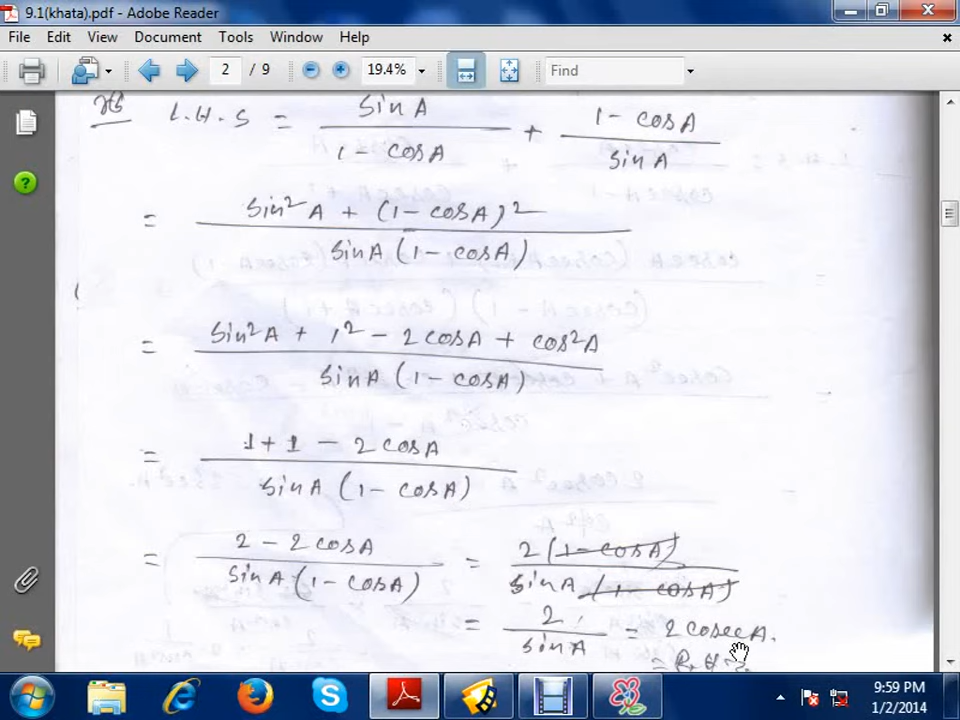 9.1(khata).pdf - Adobe Reader
File Edit View Document Tools Window Help
2 / 9 19.4% Find
L.H.S = sinA / 1 - cosA + 1 - cosA / sinA
= sin²A + (1 - cosA)² / sinA (1 - cosA)
= sin²A + 1² - 2cosA + cos²A / sinA (1 - cosA)
= 1 + 1 - 2cosA / sinA (1 - cosA)
= 2 - 2cosA / sinA (1 - cosA) = 2(1 - cosA) / sinA (1 - cosA)
= 2 / sinA = 2cosecA.
= R.H.S.
9:59 PM
1/2/2014